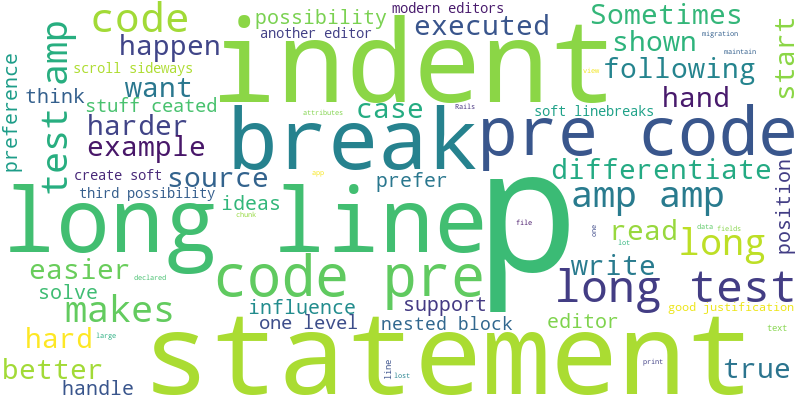 modern editors
code
possibility
Sometimes
indent
executed
another editor
happen
shown
start
migration
maintain
test amp
preference
scroll sideways
want
following
view
think
stuff ceated
case
Rails
soft linebreaks
hand
harder
attributes
break
pre code
example
differentiate
create soft
source
app
prefer
third possibility
amp amp
position
long line
p
ideas
chunk
file
one
read
long
data fields
lot
easier
declared
code pre
write
long test
solve
makes
influence
support
good justification
one level
nested block
editor
text
hard
large
statement
line
print
true
better
lost
handle